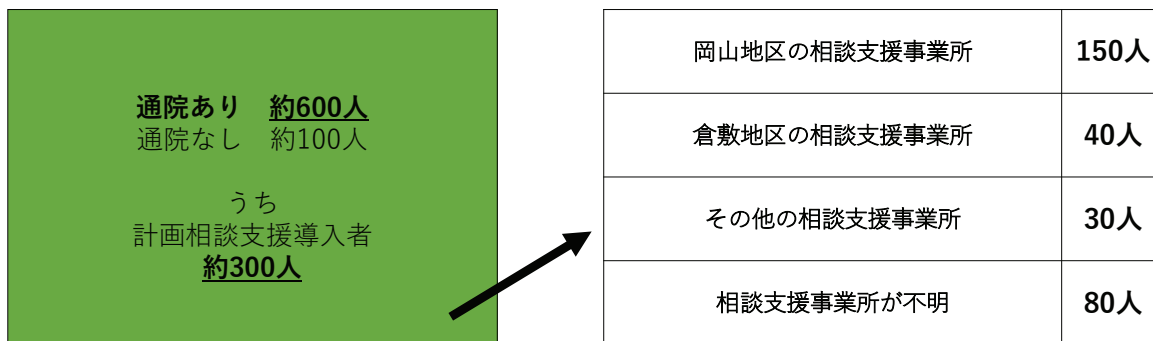 通院あり　約600人
通院なし　約100人
うち
計画相談支援導入者
約300人
岡山地区の相談支援事業所　150人
倉敷地区の相談支援事業所　40人
その他の相談支援事業所　30人
相談支援事業所が不明　80人